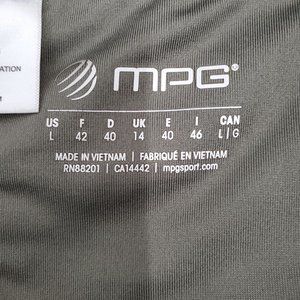 ATION
MPG®
US F D UK E I CAN
L 42 40 14 40 46 L|G
MADE IN VIETNAM | FABRIQUÉ EN VIETNAM
RN88201 | CA14442 | mpgsport.com